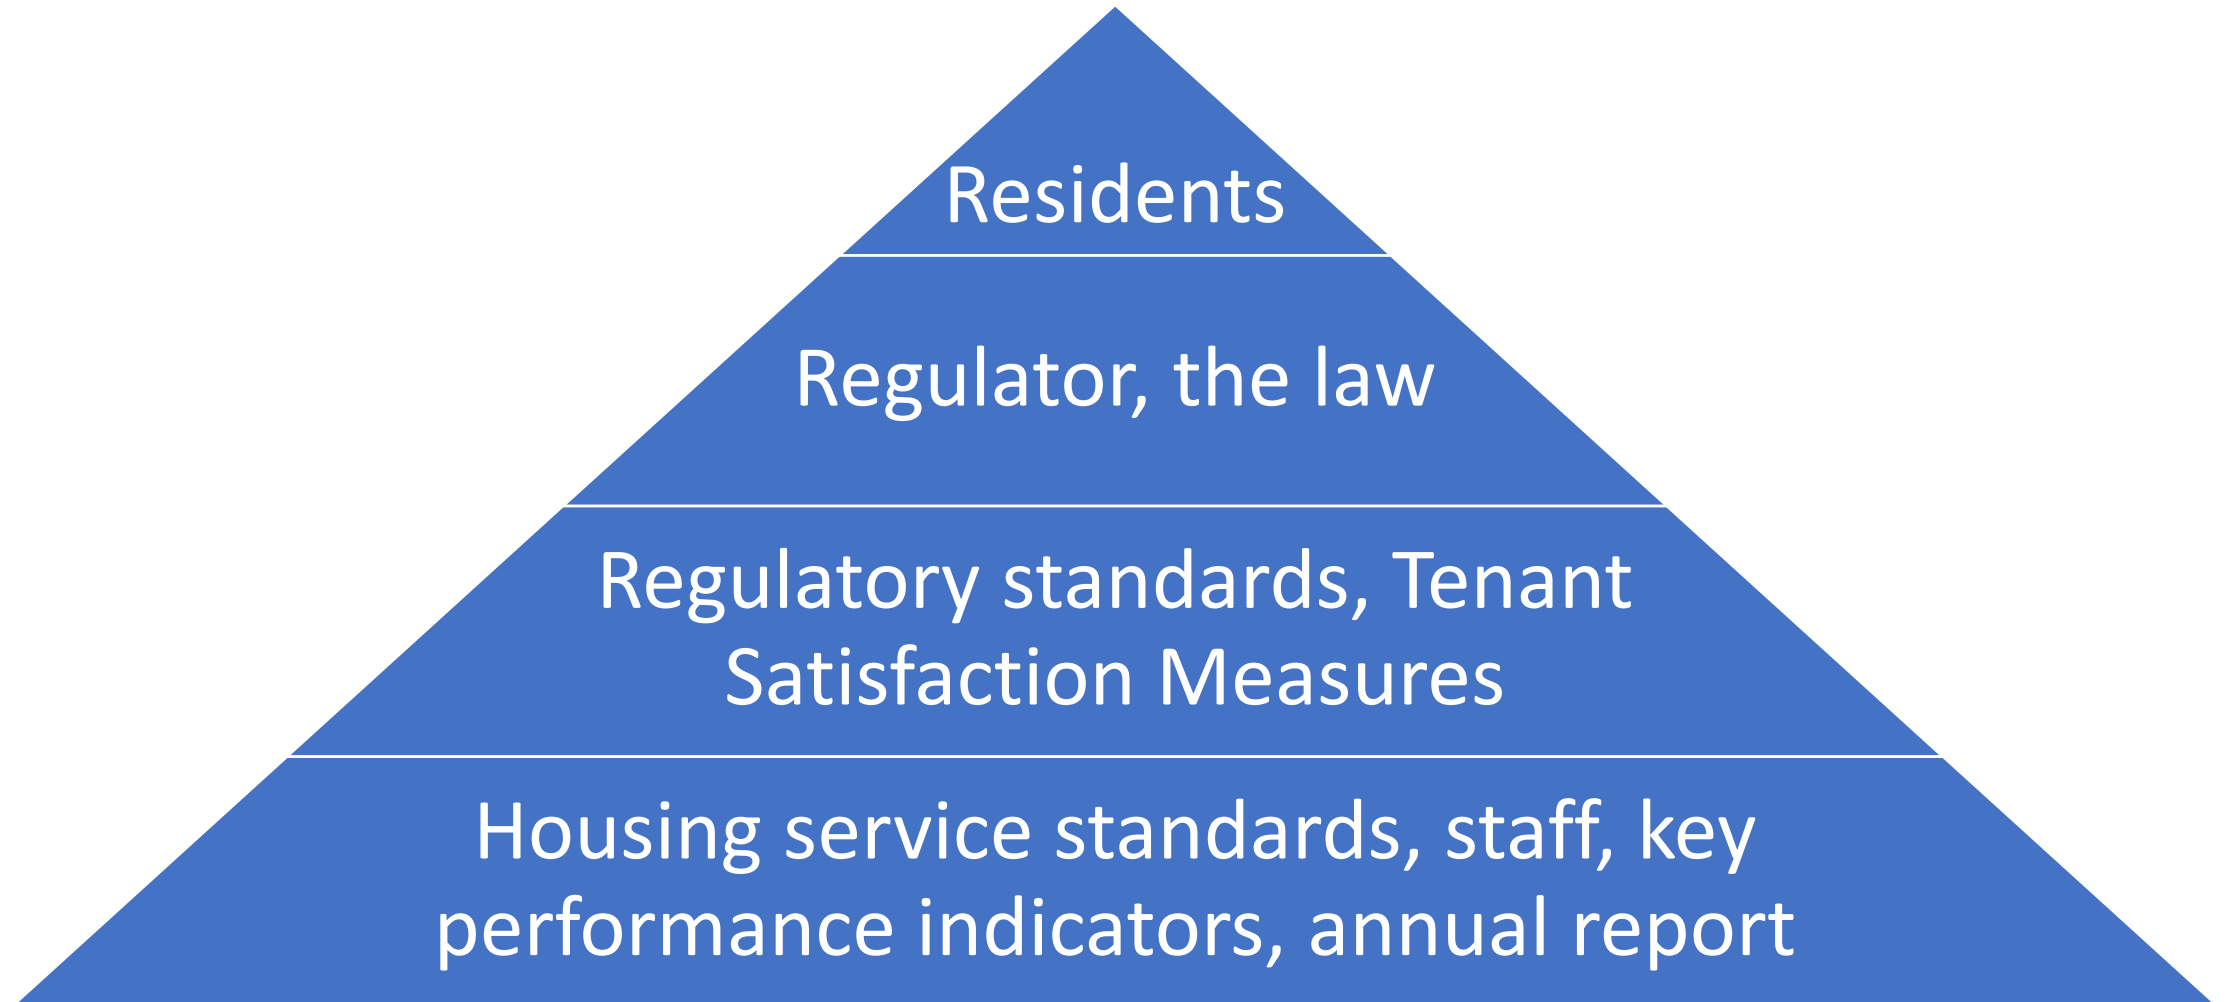 Residents
Regulator, the law
Regulatory standards, Tenant
Satisfaction Measures
Housing service standards, staff, key
performance indicators, annual report